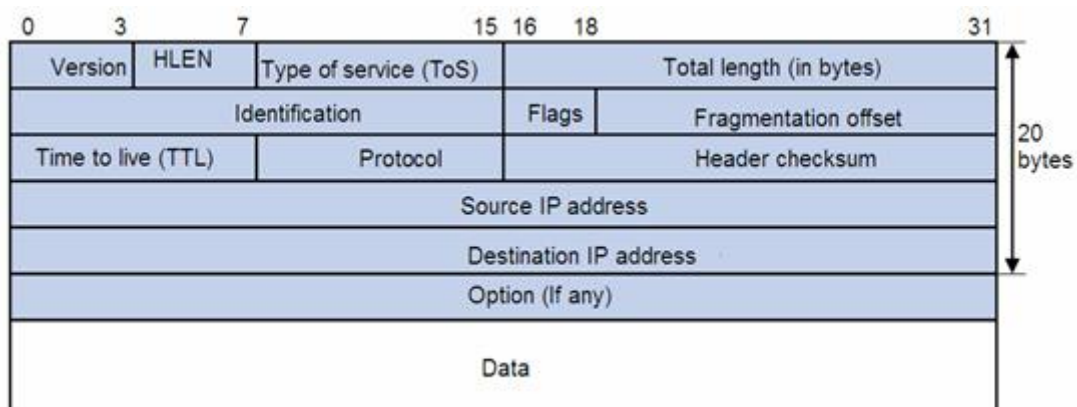 0 3 7 15 16 18 31
Version HLEN Type of service (ToS) Total length (in bytes)
Identification Flags Fragmentation offset
20
bytes
Time to live (TTL) Protocol Header checksum
Source IP address
Destination IP address
Option (If any)
Data